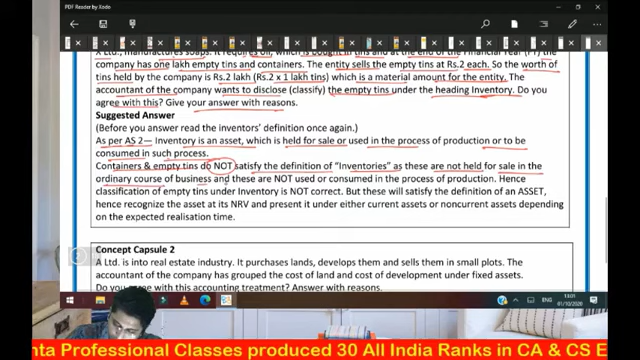 PDF Reader by Xodo
X Ltd., manufactures soaps. It requires oil, which is bought in tins and at the end of the Financial Year (FY) the
company has one lakh empty tins and containers. The entity sells the empty tins at Rs.2 each. So the worth of
tins held by the company is Rs.2 lakh (Rs.2 x 1 lakh tins) which is a material amount for the entity. The
accountant of the company wants to disclose (classify) the empty tins under the heading Inventory. Do you
agree with this? Give your answer with reasons.
Suggested Answer
(Before you answer read the inventors' definition once again.)
As per AS 2— Inventory is an asset, which is held for sale or used in the process of production or to be
consumed in such process.
Containers & empty tins do NOT satisfy the definition of "Inventories" as these are not held for sale in the
ordinary course of business and these are NOT used or consumed in the process of production. Hence
classification of empty tins under Inventory is NOT correct. But these will satisfy the definition of an ASSET,
hence recognize the asset at its NRV and present it under either current assets or noncurrent assets depending
on the expected realisation time.
Concept Capsule 2
A Ltd. is into real estate industry. It purchases lands, develops them and sells them in small plots. The
accountant of the company has grouped the cost of land and cost of development under fixed assets.
Do you agree with this accounting treatment? Answer with reasons.
ENG
13:01
01/10/2020
nta Professional Classes produced 30 All India Ranks in CA & CS E